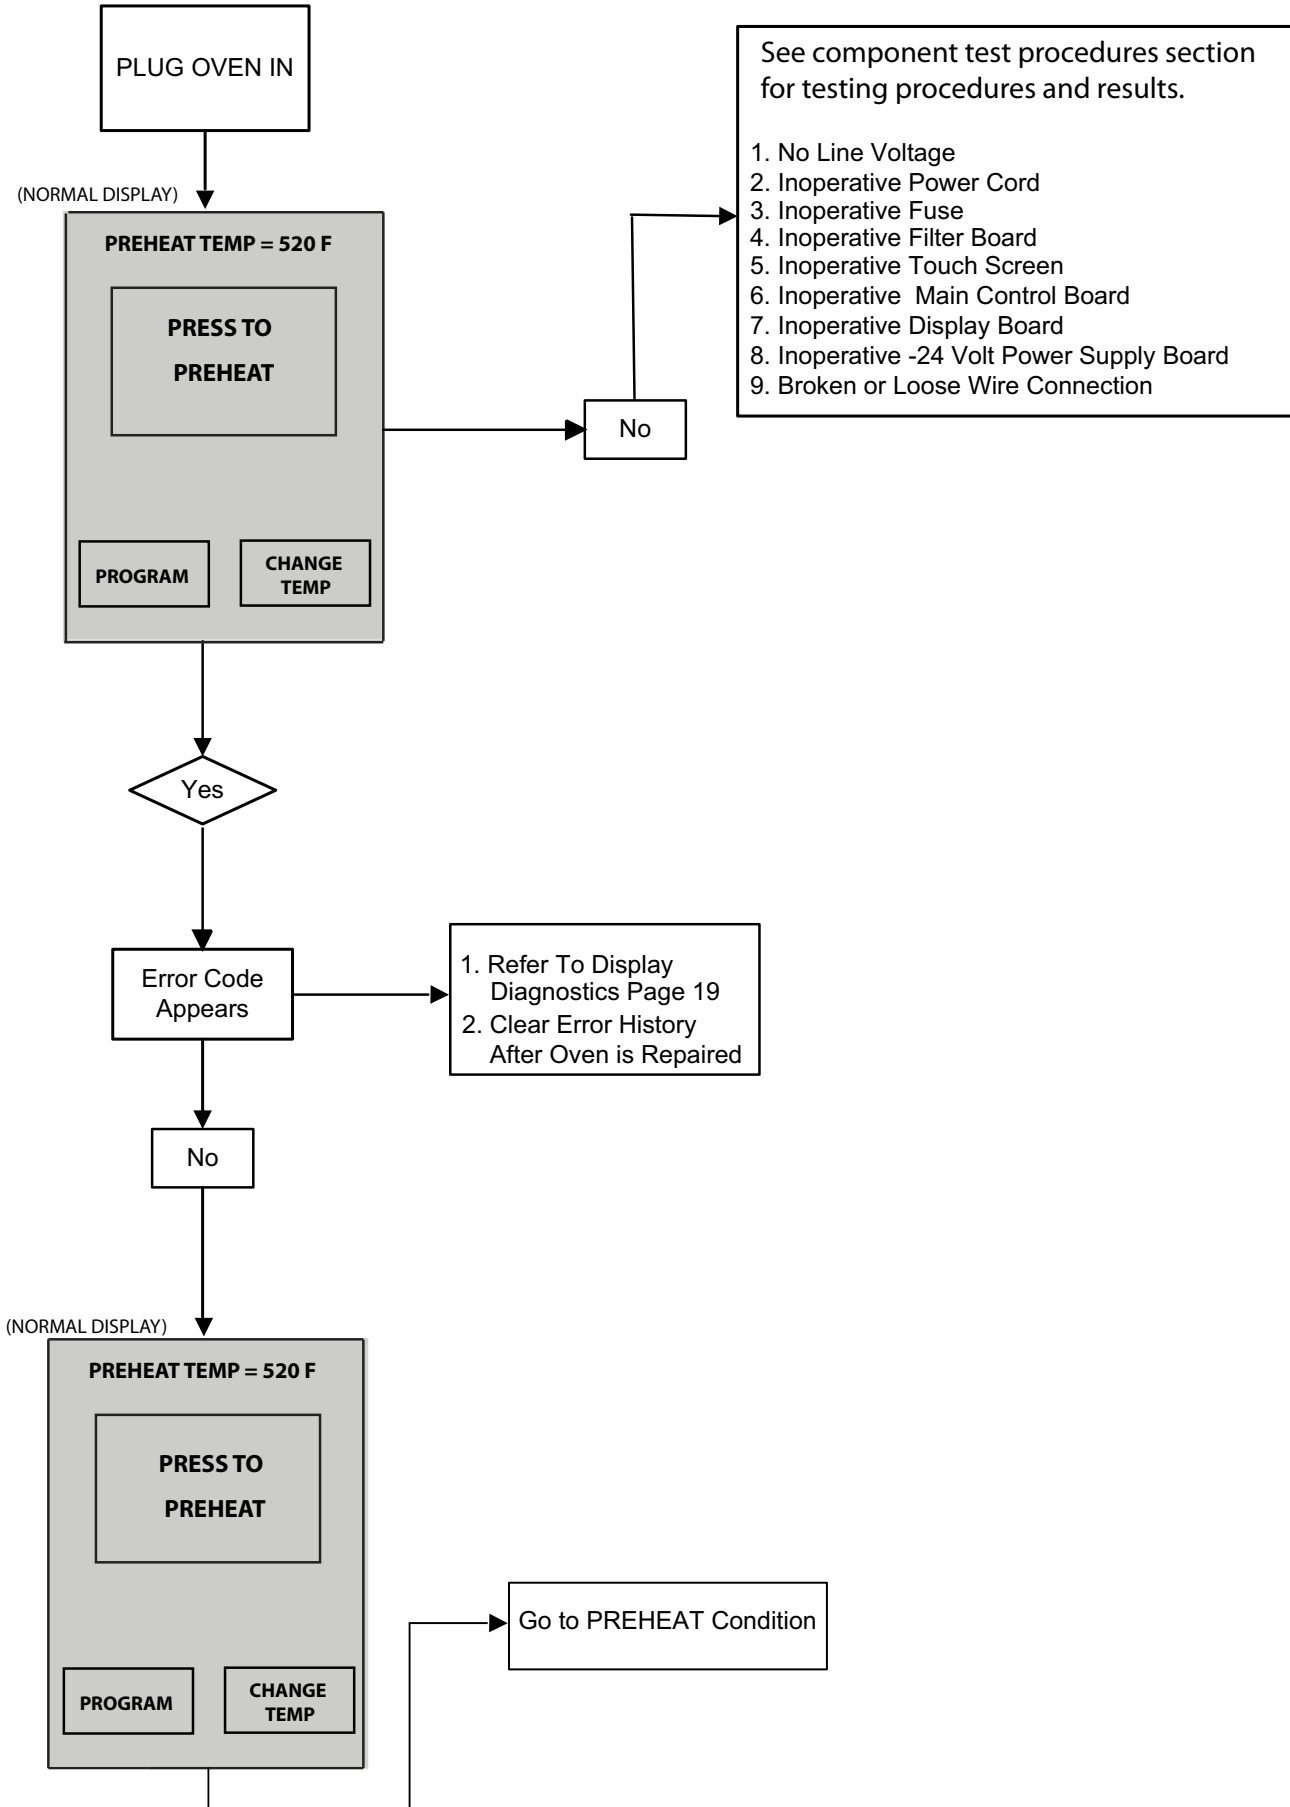 PLUG OVEN IN
(NORMAL DISPLAY)
PREHEAT TEMP = 520 F
PRESS TO
PREHEAT
PROGRAM
CHANGE
TEMP
No
See component test procedures section
for testing procedures and results.
1. No Line Voltage
2. Inoperative Power Cord
3. Inoperative Fuse
4. Inoperative Filter Board
5. Inoperative Touch Screen
6. Inoperative  Main Control Board
7. Inoperative Display Board
8. Inoperative -24 Volt Power Supply Board
9. Broken or Loose Wire Connection
Yes
Error Code
Appears
1. Refer To Display
Diagnostics Page 19
2. Clear Error History
After Oven is Repaired
No
(NORMAL DISPLAY)
PREHEAT TEMP = 520 F
PRESS TO
PREHEAT
PROGRAM
CHANGE
TEMP
Go to PREHEAT Condition